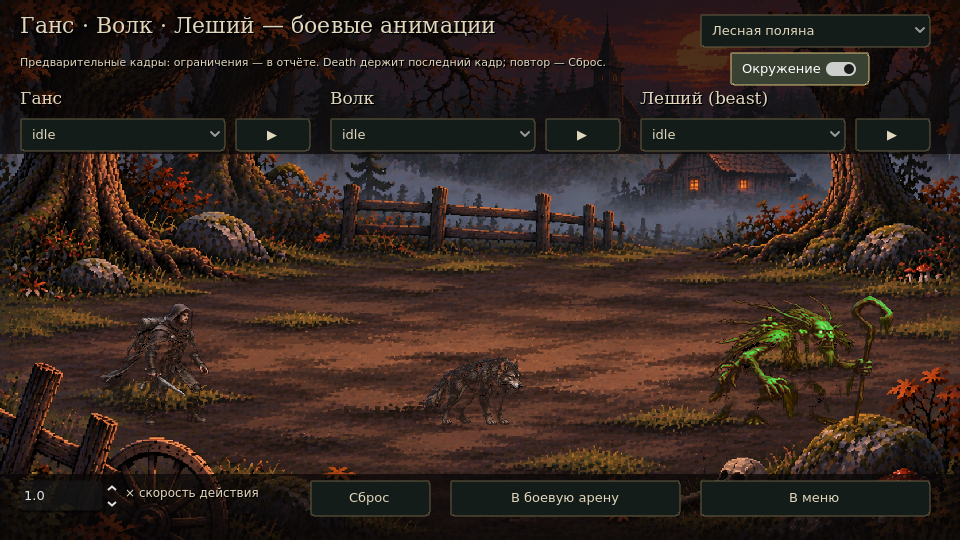 Ганс · Волк · Леший — боевые анимации
Лесная поляна
Предварительные кадры: ограничения — в отчёте. Death держит последний кадр; повтор — Сброс.
Окружение
Ганс
Волк
Леший (beast)
idle
idle
idle
1.0
× скорость действия
Сброс
В боевую арену
В меню